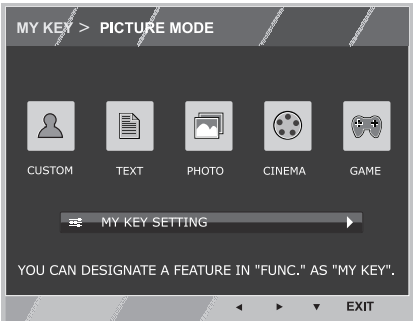 MY KEY > PICTURE MODE
CUSTOM TEXT PHOTO CINEMA GAME
MY KEY SETTING
YOU CAN DESIGNATE A FEATURE IN "FUNC." AS "MY KEY".
EXIT